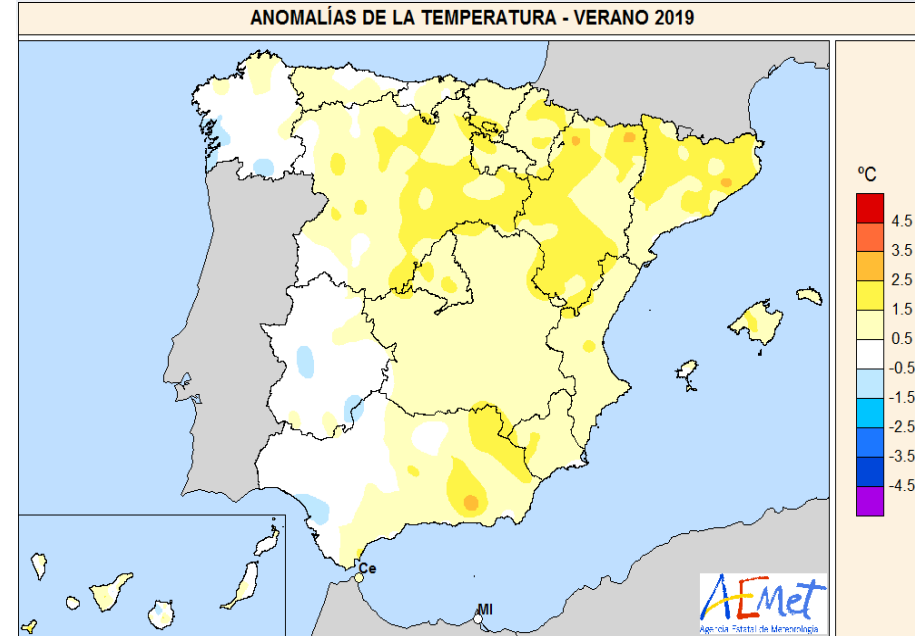 ANOMALÍAS DE LA TEMPERATURA - VERANO 2019
ºC
4.5
3.5
2.5
1.5
0.5
-0.5
-1.5
-2.5
-3.5
-4.5
Ce
Ml
AEMet
Agencia Estatal de Meteorología